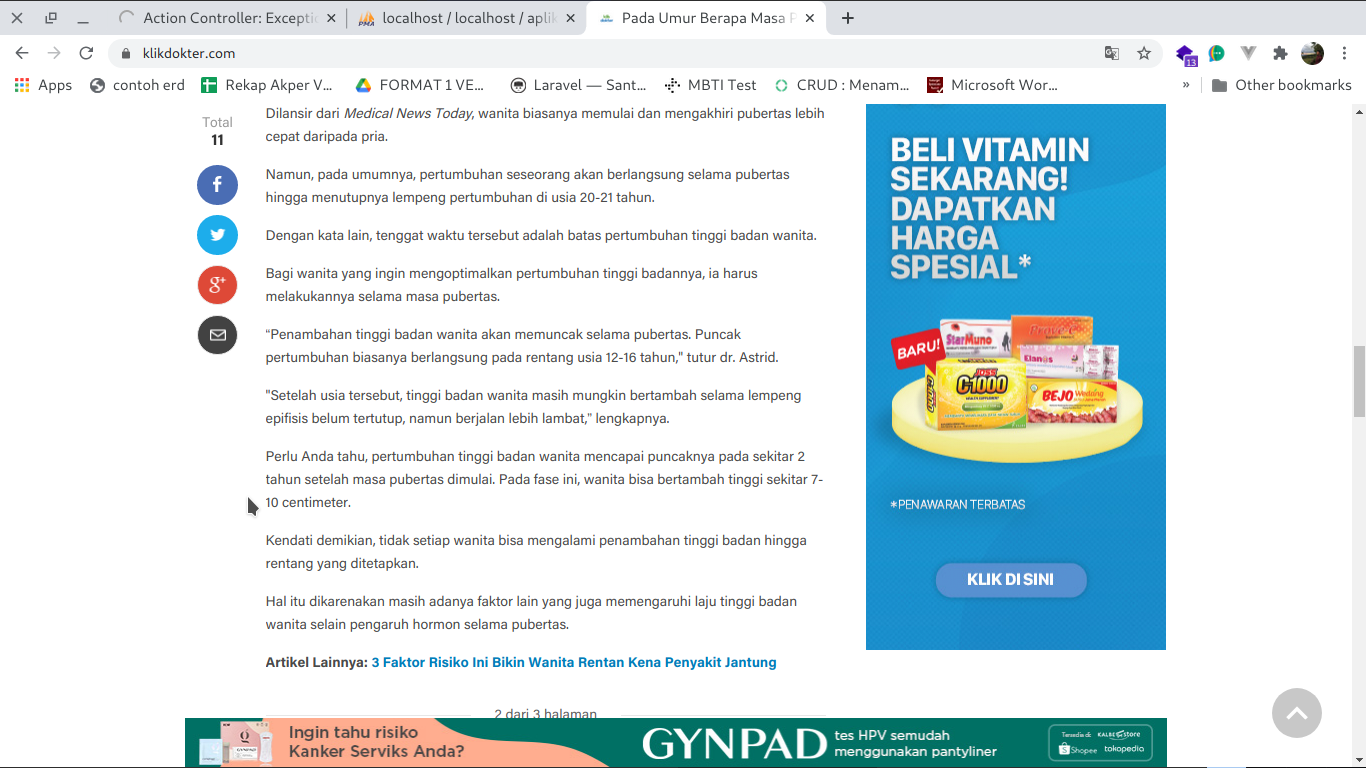 Action Controller: Excepti
localhost / localhost / aplik
Pada Umur Berapa Masa P
klikdokter.com
13
Apps
contoh erd
Rekap Akper V...
FORMAT 1 VE...
Laravel — Sant...
MBTI Test
CRUD : Menam...
Microsoft Wor...
»
Other bookmarks
Total
11
Dilansir dari Medical News Today, wanita biasanya memulai dan mengakhiri pubertas lebih
cepat daripada pria.
Namun, pada umumnya, pertumbuhan seseorang akan berlangsung selama pubertas
hingga menutupnya lempeng pertumbuhan di usia 20-21 tahun.
Dengan kata lain, tenggat waktu tersebut adalah batas pertumbuhan tinggi badan wanita.
Bagi wanita yang ingin mengoptimalkan pertumbuhan tinggi badannya, ia harus
melakukannya selama masa pubertas.
“Penambahan tinggi badan wanita akan memuncak selama pubertas. Puncak
pertumbuhan biasanya berlangsung pada rentang usia 12-16 tahun," tutur dr. Astrid.
"Setelah usia tersebut, tinggi badan wanita masih mungkin bertambah selama lempeng
epifisis belum tertutup, namun berjalan lebih lambat,” lengkapnya.
Perlu Anda tahu, pertumbuhan tinggi badan wanita mencapai puncaknya pada sekitar 2
tahun setelah masa pubertas dimulai. Pada fase ini, wanita bisa bertambah tinggi sekitar 7-
10 centimeter.
Kendati demikian, tidak setiap wanita bisa mengalami penambahan tinggi badan hingga
rentang yang ditetapkan.
Hal itu dikarenakan masih adanya faktor lain yang juga memengaruhi laju tinggi badan
wanita selain pengaruh hormon selama pubertas.
Artikel Lainnya: 3 Faktor Risiko Ini Bikin Wanita Rentan Kena Penyakit Jantung
2 dari 3 halaman
BELI VITAMIN
SEKARANG!
DAPATKAN
HARGA
SPESIAL*
BARU!
StarMuno
Prove-C
Elanos
JOSS
C1000
BEJO Wedang
*PENAWARAN TERBATAS
KLIK DI SINI
Ingin tahu risiko
Kanker Serviks Anda?
GYNPAD
tes HPV semudah
menggunakan pantyliner
Tersedia di:
KALBE Store
Shopee
tokopedia